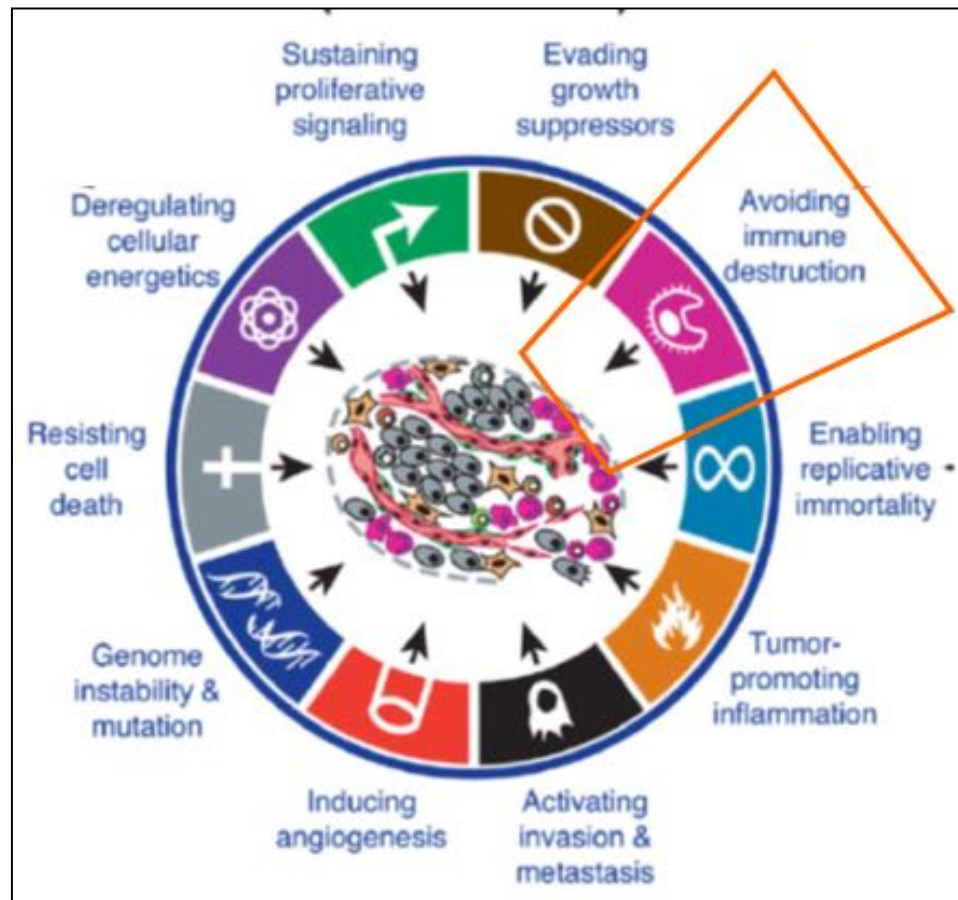 Sustaining
proliferative
signaling
Evading
growth
suppressors
Avoiding
immune
destruction
Enabling
replicative
immortality
Tumor-
promoting
inflammation
Activating
invasion &
metastasis
Inducing
angiogenesis
Genome
instability &
mutation
Resisting
cell
death
Deregulating
cellular
energetics